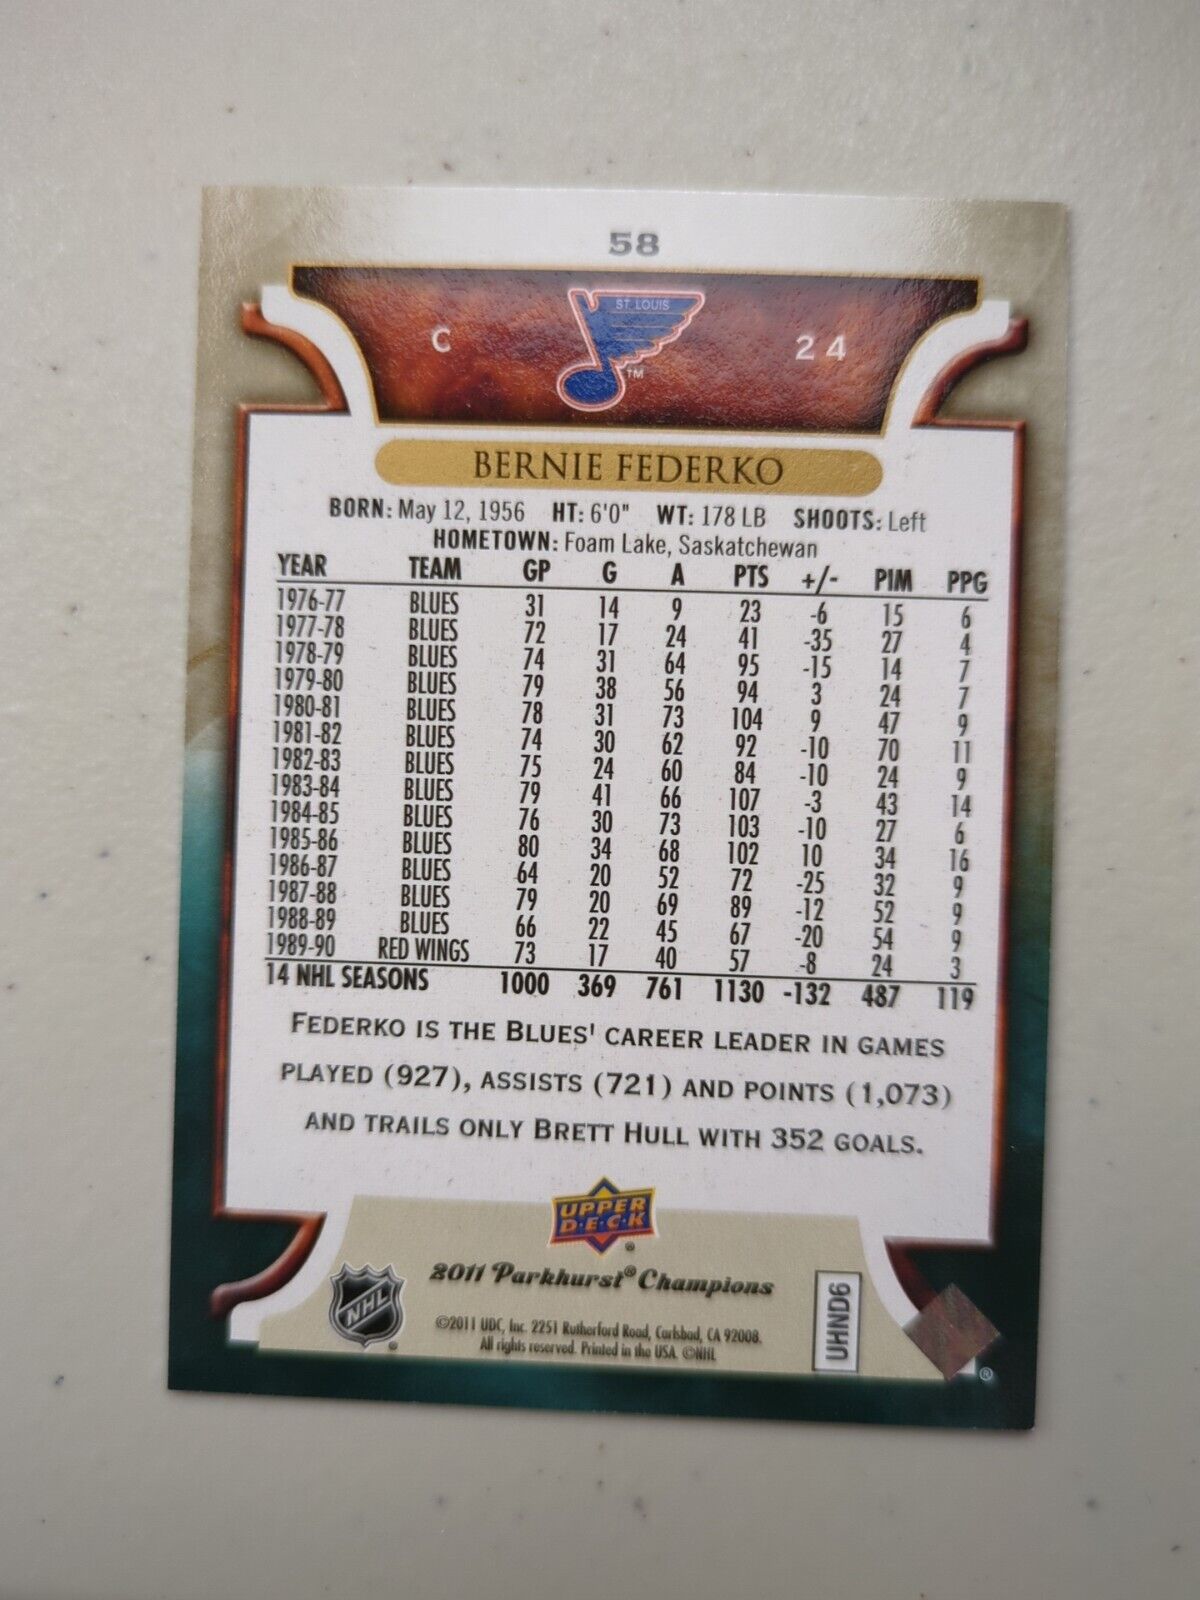 58
C ST. LOUIS 24
TM
BERNIE FEDERKO
BORN: May 12, 1956 HT: 6'0" WT: 178 LB SHOOTS: Left
HOMETOWN: Foam Lake, Saskatchewan
YEAR TEAM GP G A PTS +/- PIM PPG
1976-77 BLUES 31 14 9 23 -6 15 6
1977-78 BLUES 72 17 24 41 -35 27 4
1978-79 BLUES 74 31 64 95 -15 14 7
1979-80 BLUES 79 38 56 94 3 24 7
1980-81 BLUES 78 31 73 104 9 47 9
1981-82 BLUES 74 30 62 92 -10 70 11
1982-83 BLUES 75 24 60 84 -10 24 9
1983-84 BLUES 79 41 66 107 -3 43 14
1984-85 BLUES 76 30 73 103 -10 27 6
1985-86 BLUES 80 34 68 102 10 34 16
1986-87 BLUES 64 20 52 72 -25 32 9
1987-88 BLUES 79 20 69 89 -12 52 9
1988-89 BLUES 66 22 45 67 -20 54 9
1989-90 RED WINGS 73 17 40 57 -8 24 3
14 NHL SEASONS 1000 369 761 1130 -132 487 119
FEDERKO IS THE BLUES' CAREER LEADER IN GAMES
PLAYED (927), ASSISTS (721) AND POINTS (1,073)
AND TRAILS ONLY BRETT HULL WITH 352 GOALS.
UPPER
D·E·C·K
®
2011 Parkhurst® Champions
NHL
®
©2011 UDC, Inc. 2251 Rutherford Road, Carlsbad, CA 92008.
All rights reserved. Printed in the USA. ©NHL
UHND6
®